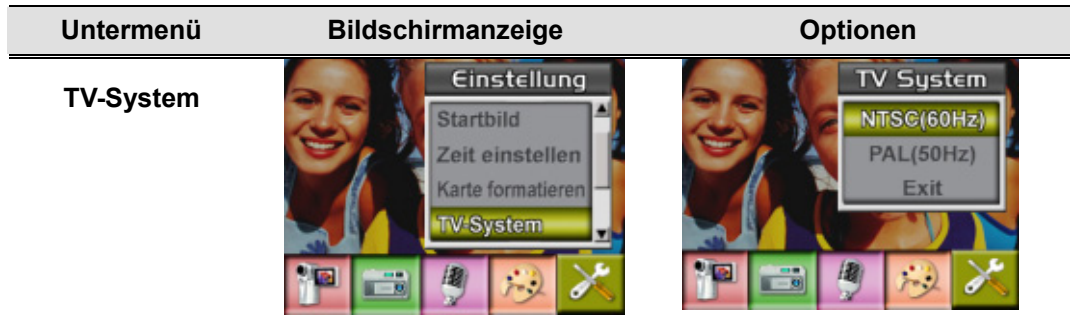 Untermenü Bildschirmanzeige Optionen
TV-System
Einstellung
Startbild
Zeit einstellen
Karte formatieren
TV-System
TV System
NTSC(60Hz)
PAL(50Hz)
Exit